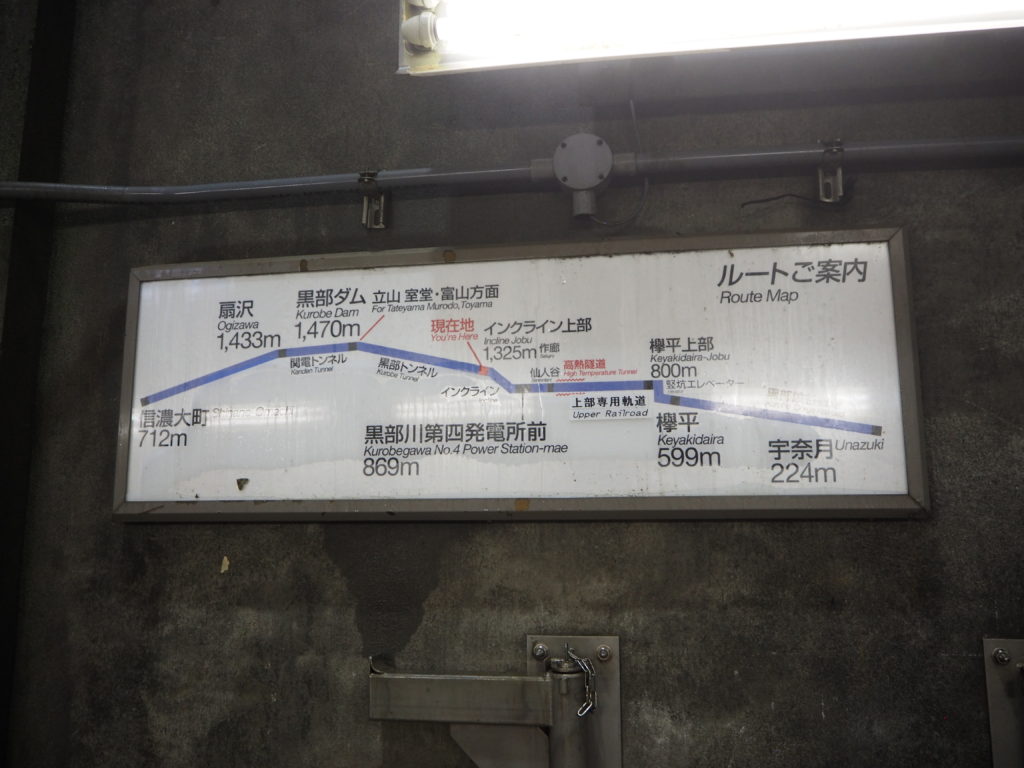 ルートご案内
Route Map
扇沢
Ogizawa
1,433m
黒部ダム
Kurobe Dam
1,470m
立山 室堂・富山方面
For Tateyama Murodo,Toyama
現在地
You're Here
インクライン上部
Incline Jobu
1,325m
作廊
仙人谷
高熱隧道
High Temperature Tunnel
欅平上部
Keyakidaira-Jobu
800m
竪坑エレベーター
関電トンネル
Kanden Tunnel
黒部トンネル
Kurobe Tunnel
インクライン
上部専用軌道
Upper Railroad
信濃大町
712m
黒部川第四発電所前
Kurobegawa No.4 Power Station-mae
869m
欅平
Keyakidaira
599m
宇奈月 Unazuki
224m